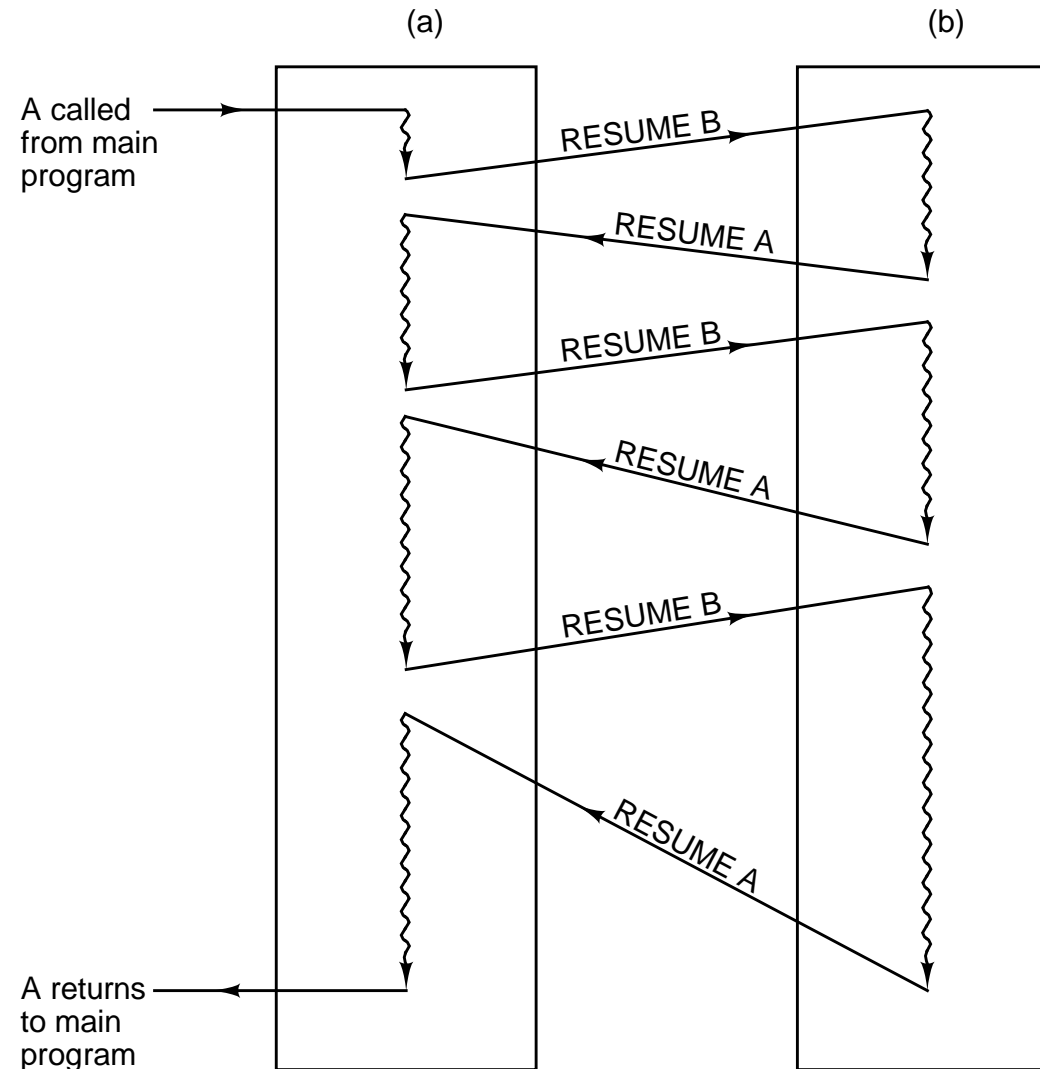 (a)
(b)
A called
from main
program
RESUME B
RESUME A
RESUME B
RESUME A
RESUME B
RESUME A
A returns
to main
program